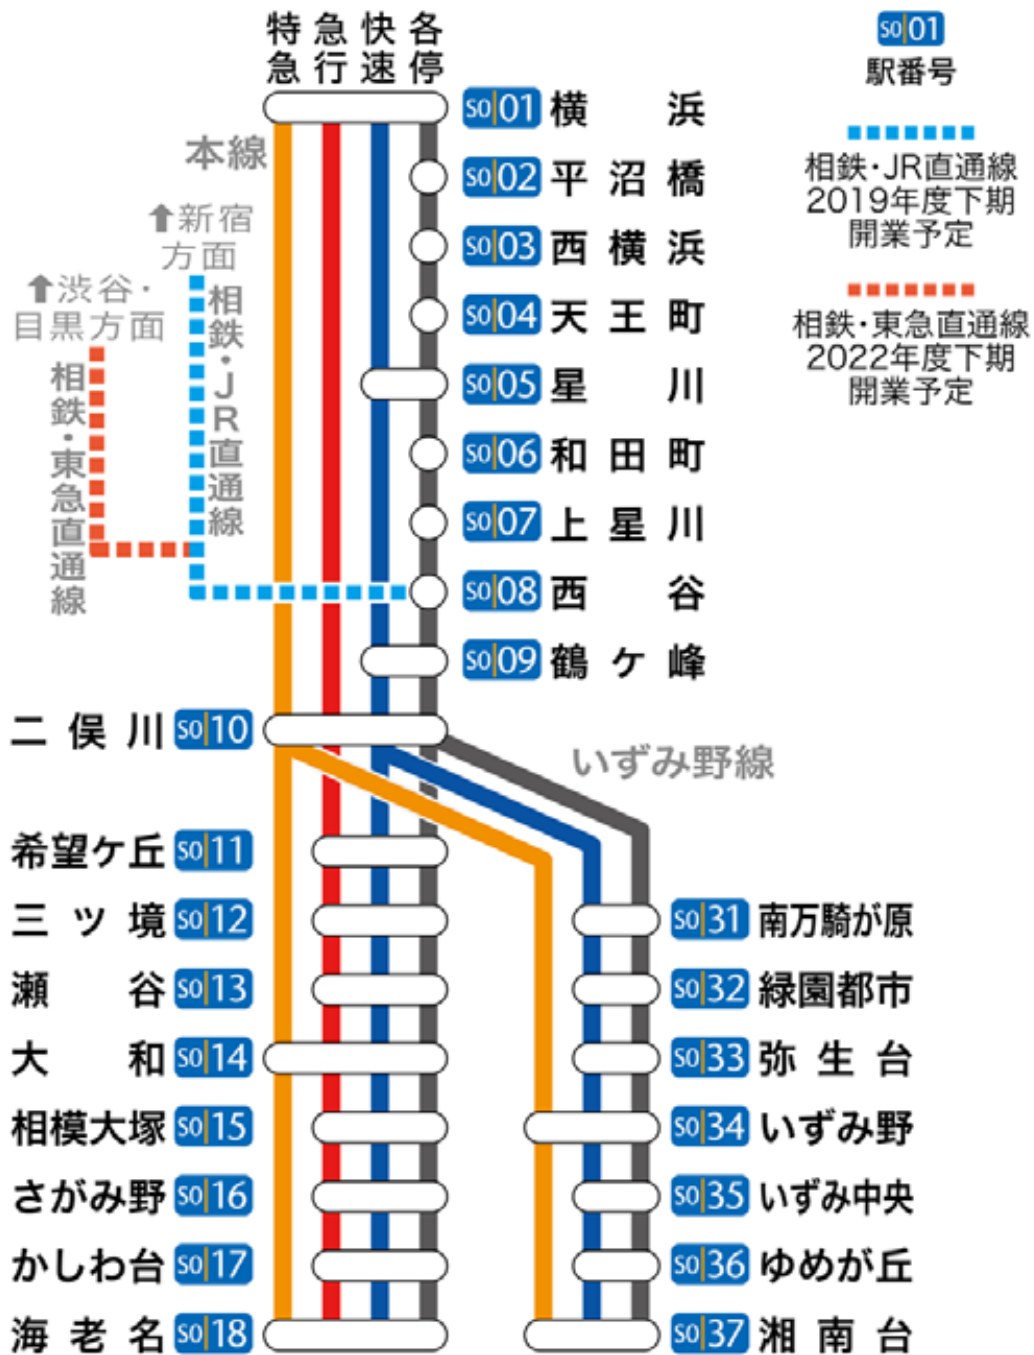 特急 急行 快速 各停
SO01
駅番号
SO01 横浜
本線
SO02 平沼橋
相鉄・JR直通線
2019年度下期
開業予定
↑新宿
方面
SO03 西横浜
↑渋谷・
目黒方面
相鉄・JR直通線
相鉄・東急直通線
2022年度下期
開業予定
SO04 天王町
相鉄・東急直通線
SO05 星川
SO06 和田町
SO07 上星川
SO08 西谷
SO09 鶴ケ峰
二俣川 SO10
いずみ野線
希望ケ丘 SO11
三ツ境 SO12
SO31 南万騎が原
瀬谷 SO13
SO32 緑園都市
大和 SO14
SO33 弥生台
相模大塚 SO15
SO34 いずみ野
さがみ野 SO16
SO35 いずみ中央
かしわ台 SO17
SO36 ゆめが丘
海老名 SO18
SO37 湘南台